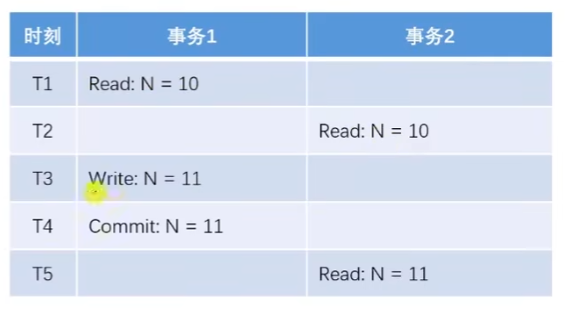 时刻 事务1 事务2
T1 Read: N = 10
T2 Read: N = 10
T3 Write: N = 11
T4 Commit: N = 11
T5 Read: N = 11